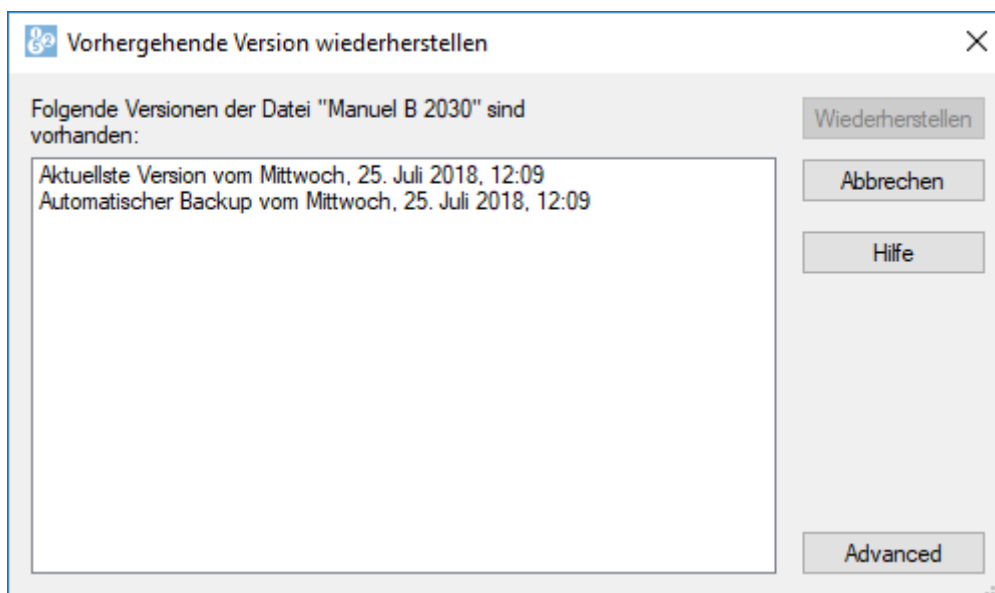 Vorhergehende Version wiederherstellen
Folgende Versionen der Datei "Manuel B 2030" sind
vorhanden:
Wiederherstellen
Aktuellste Version vom Mittwoch, 25. Juli 2018, 12:09
Automatischer Backup vom Mittwoch, 25. Juli 2018, 12:09
Abbrechen
Hilfe
Advanced